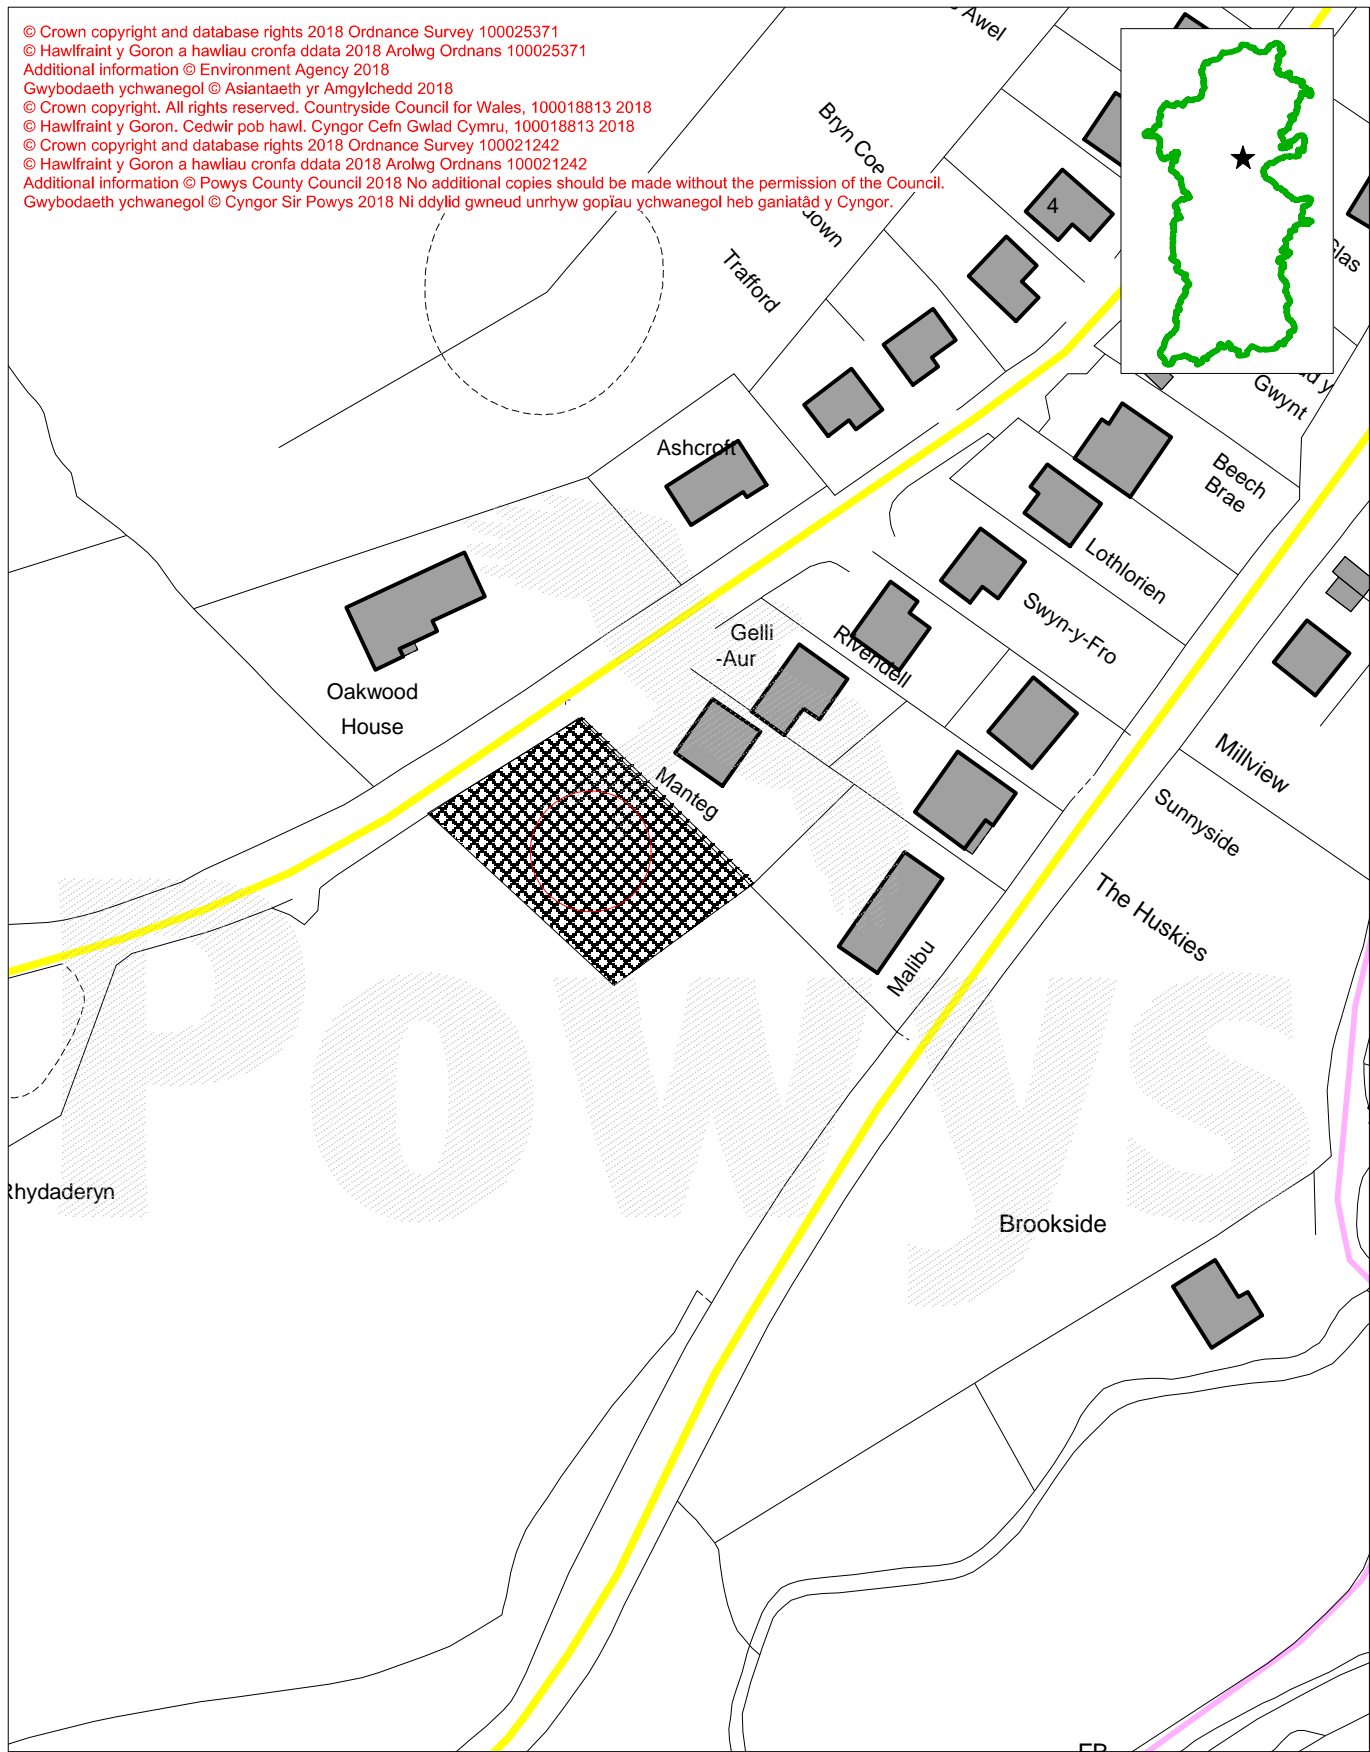 © Crown copyright and database rights 2018 Ordnance Survey 100025371
© Hawlfraint y Goron a hawliau cronfa ddata 2018 Arolwg Ordnans 100025371
Additional information © Environment Agency 2018
Gwybodaeth ychwanegol © Asiantaeth yr Amgylchedd 2018
© Crown copyright. All rights reserved. Countryside Council for Wales, 100018813 2018
© Hawlfraint y Goron. Cedwir pob hawl. Cyngor Cefn Gwlad Cymru, 100018813 2018
© Crown copyright and database rights 2018 Ordnance Survey 100021242
© Hawlfraint y Goron a hawliau cronfa ddata 2018 Arolwg Ordnans 100021242
Additional information © Powys County Council 2018 No additional copies should be made without the permission of the Council.
Gwybodaeth ychwanegol © Cyngor Sir Powys 2018 Ni ddylid gwneud unrhyw gopïau ychwanegol heb ganiatâd y Cyngor.
Awel
Bryn Coe
4
down
Trafford
Glas
Gwynt
Ashcroft
Beech
Brae
Lothlorien
Swyn-y-Fro
Gelli
-Aur
Rivendell
Oakwood
House
Manteg
Millview
Sunnyside
The Huskies
Malibu
Powys
Rhydaderyn
Brookside